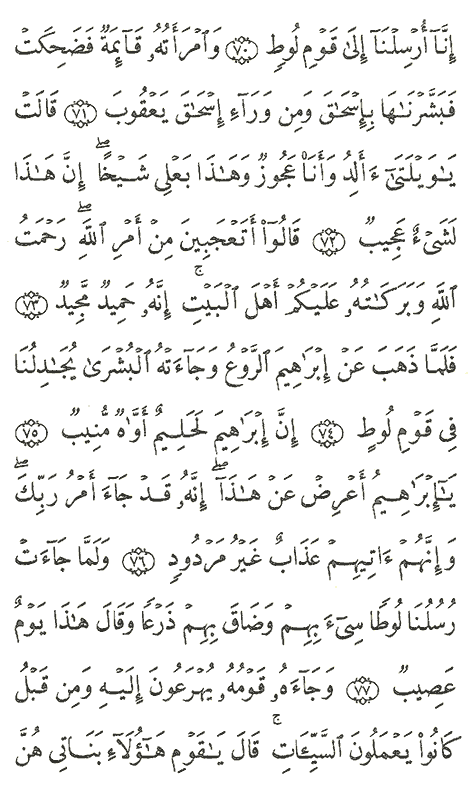 إِنَّآ أُرۡسِلۡنَآ إِلَىٰ قَوۡمِ لُوطٖ ٧٠ وَٱمۡرَأَتُهُۥ قَآئِمَةٞ فَضَحِكَتۡ
فَبَشَّرۡنَٰهَا بِإِسۡحَٰقَ وَمِن وَرَآءِ إِسۡحَٰقَ يَعۡقُوبَ ٧١ قَالَتۡ
يَٰوَيۡلَتَىٰٓ ءَأَلِدُ وَأَنَا۠ عَجُوزٞ وَهَٰذَا بَعۡلِي شَيۡخًاۖ إِنَّ هَٰذَا
لَشَيۡءٌ عَجِيبٞ ٧٢ قَالُوٓاْ أَتَعۡجَبِينَ مِنۡ أَمۡرِ ٱللَّهِۖ رَحۡمَتُ
ٱللَّهِ وَبَرَكَٰتُهُۥ عَلَيۡكُمۡ أَهۡلَ ٱلۡبَيۡتِۚ إِنَّهُۥ حَمِيدٞ مَّجِيدٞ ٧٣
فَلَمَّا ذَهَبَ عَنۡ إِبۡرَٰهِيمَ ٱلرَّوۡعُ وَجَآءَتۡهُ ٱلۡبُشۡرَىٰ يُجَٰدِلُنَا
فِي قَوۡمِ لُوطٍ ٧٤ إِنَّ إِبۡرَٰهِيمَ لَحَلِيمٌ أَوَّٰهٞ مُّنِيبٞ ٧٥
يَٰٓإِبۡرَٰهِيمُ أَعۡرِضۡ عَنۡ هَٰذَآۖ إِنَّهُۥ قَدۡ جَآءَ أَمۡرُ رَبِّكَۖ
وَإِنَّهُمۡ ءَاتِيهِمۡ عَذَابٌ غَيۡرُ مَرۡدُودٖ ٧٦ وَلَمَّا جَآءَتۡ
رُسُلُنَا لُوطٗا سِيٓءَ بِهِمۡ وَضَاقَ بِهِمۡ ذَرۡعٗا وَقَالَ هَٰذَا يَوۡمٌ
عَصِيبٞ ٧٧ وَجَآءَهُۥ قَوۡمُهُۥ يُهۡرَعُونَ إِلَيۡهِ وَمِن قَبۡلُ
كَانُواْ يَعۡمَلُونَ ٱلسَّيِّـَٔاتِۚ قَالَ يَٰقَوۡمِ هَٰٓؤُلَآءِ بَنَاتِي هُنَّ